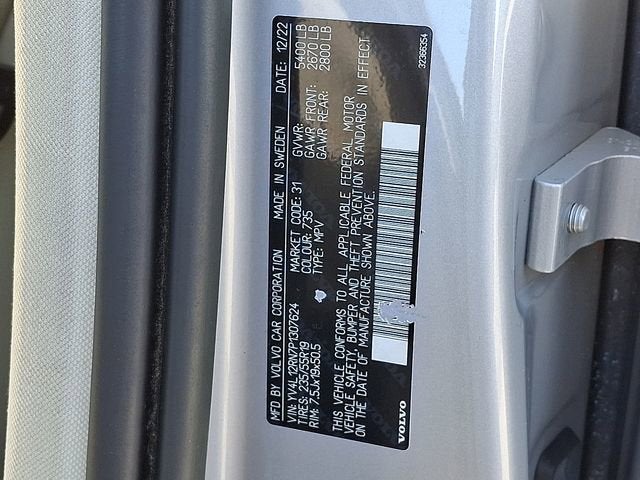 MFD BY VOLVO CAR CORPORATION MADE IN SWEDEN DATE: 12/22
VIN: YV4L12RN7P1307624 MARKET CODE: 31 GVWR: 5400 LB
TIRES: 235/55R19 COLOUR: 735 GAWR FRONT: 2670 LB
RIM: 7.5Jx19x50.5 TYPE: MPV GAWR REAR: 2800 LB
THIS VEHICLE CONFORMS TO ALL APPLICABLE FEDERAL MOTOR
VEHICLE SAFETY, BUMPER AND THEFT PREVENTION STANDARDS IN EFFECT
ON THE DATE OF MANUFACTURE SHOWN ABOVE.
VOLVO 32366354